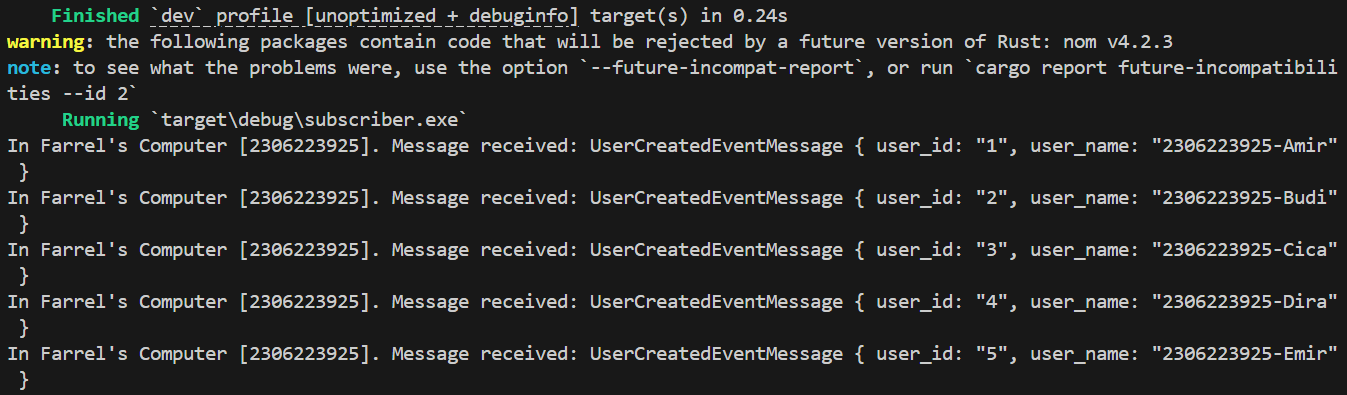 Finished `dev` profile [unoptimized + debuginfo] target(s) in 0.24s
warning: the following packages contain code that will be rejected by a future version of Rust: nom v4.2.3
note: to see what the problems were, use the option `--future-incompat-report`, or run `cargo report future-incompatibili
ties --id 2`
Running `target\debug\subscriber.exe`
In Farrel's Computer [2306223925]. Message received: UserCreatedEventMessage { user_id: "1", user_name: "2306223925-Amir"
}
In Farrel's Computer [2306223925]. Message received: UserCreatedEventMessage { user_id: "2", user_name: "2306223925-Budi"
}
In Farrel's Computer [2306223925]. Message received: UserCreatedEventMessage { user_id: "3", user_name: "2306223925-Cica"
}
In Farrel's Computer [2306223925]. Message received: UserCreatedEventMessage { user_id: "4", user_name: "2306223925-Dira"
}
In Farrel's Computer [2306223925]. Message received: UserCreatedEventMessage { user_id: "5", user_name: "2306223925-Emir"
}